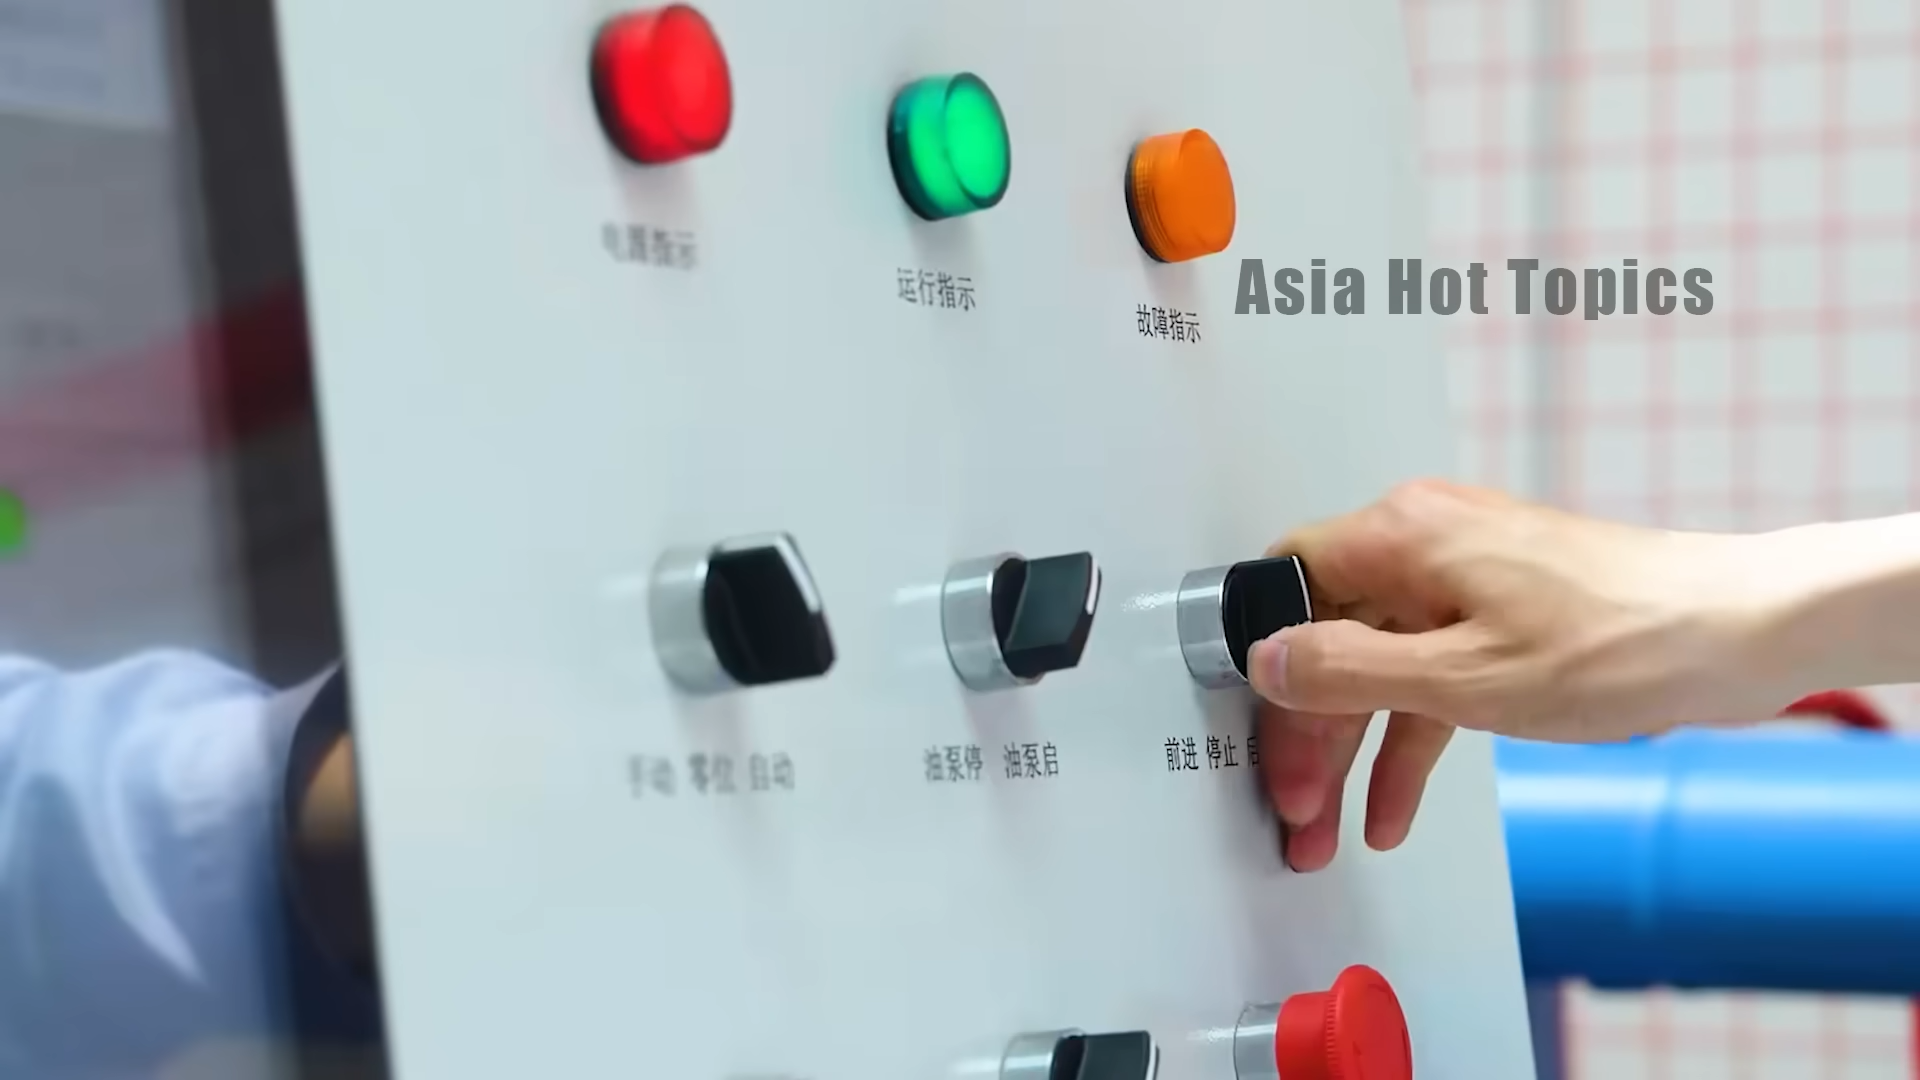 电源指示
运行指示
故障指示
Asia Hot Topics
手动 零位 自动
油泵停 油泵启
前进 停止 后